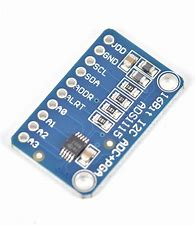 VDD
GND
SCL
SDA
ADDR
ALRT
A0
A1
A2
A3
16Bit I2C
ADC+PGA
ADS1115